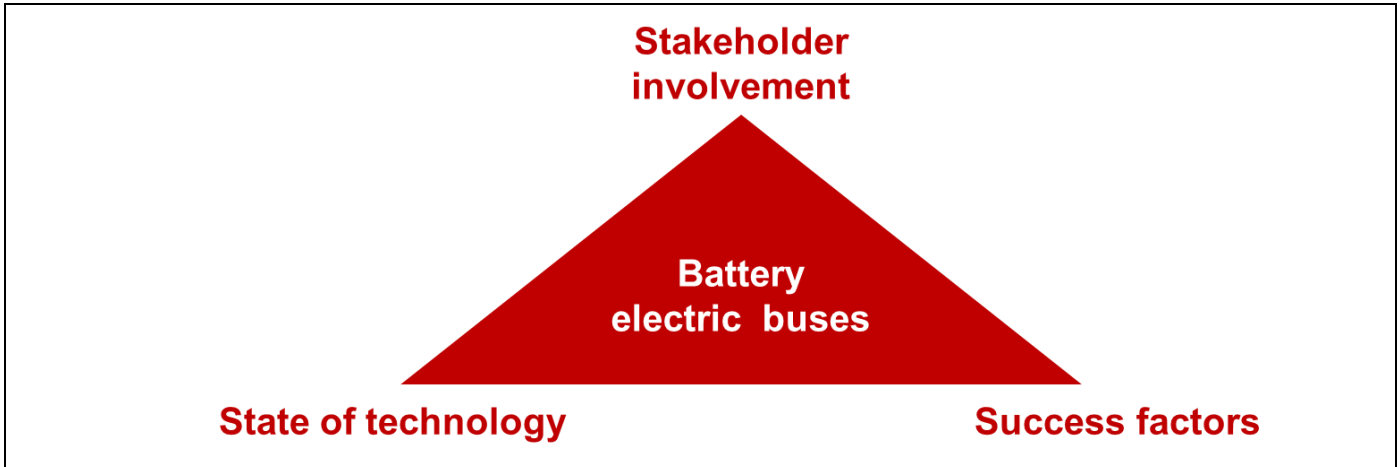 Stakeholder
involvement
Battery
electric buses
State of technology
Success factors